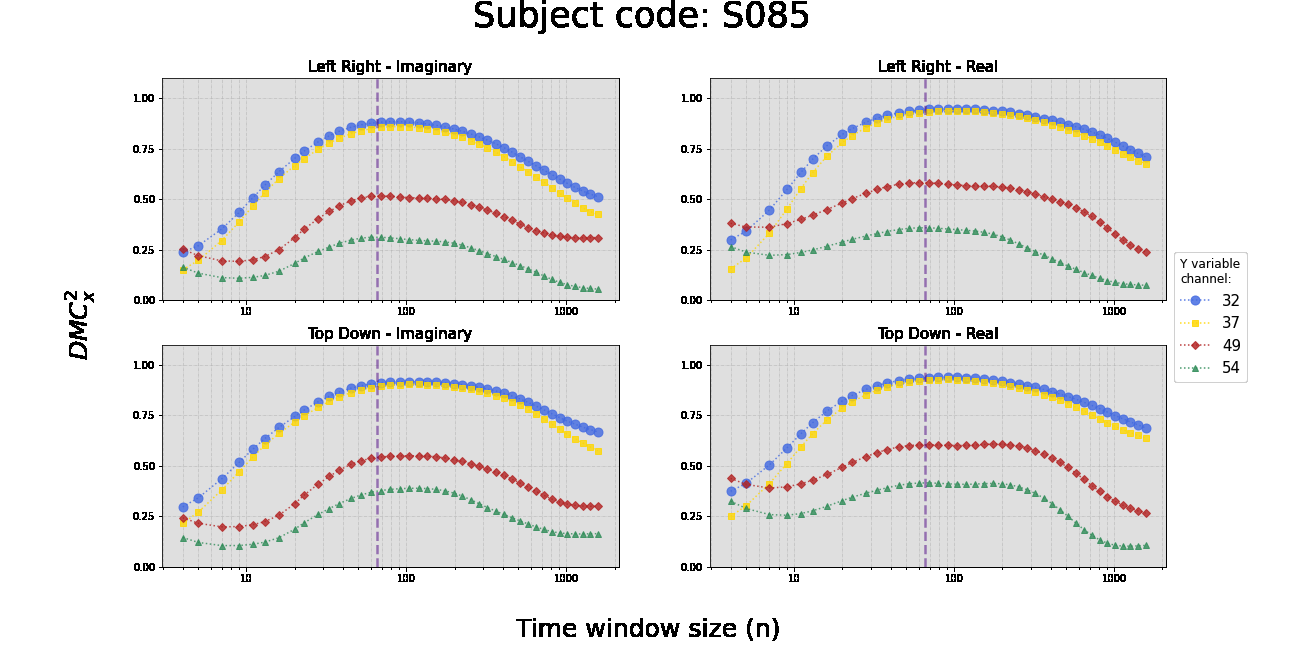 Subject code: S085
Left Right - Imaginary
1.00
0.75
0.50
0.25
0.00
10 100 1000
Left Right - Real
1.00
0.75
0.50
0.25
0.00
10 100 1000
Top Down - Imaginary
1.00
0.75
0.50
0.25
0.00
10 100 1000
Top Down - Real
1.00
0.75
0.50
0.25
0.00
10 100 1000
Y variable
channel:
32
37
49
54
DMC²ₓ
Time window size (n)